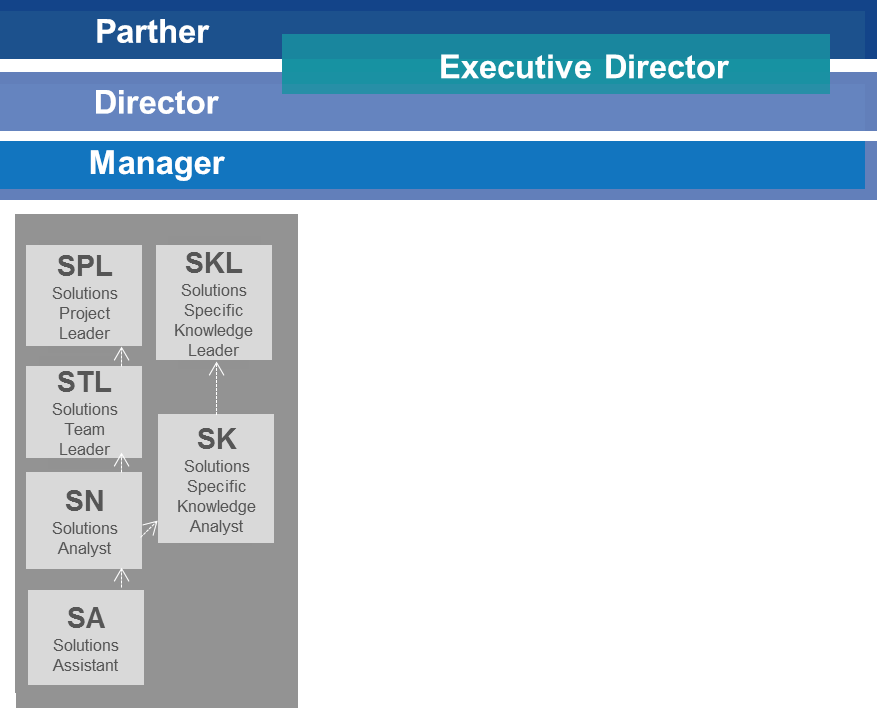 Parther
Executive Director
Director
Manager
SPL
Solutions
Project
Leader
SKL
Solutions
Specific
Knowledge
Leader
STL
Solutions
Team
Leader
SK
Solutions
Specific
Knowledge
Analyst
SN
Solutions
Analyst
SA
Solutions
Assistant